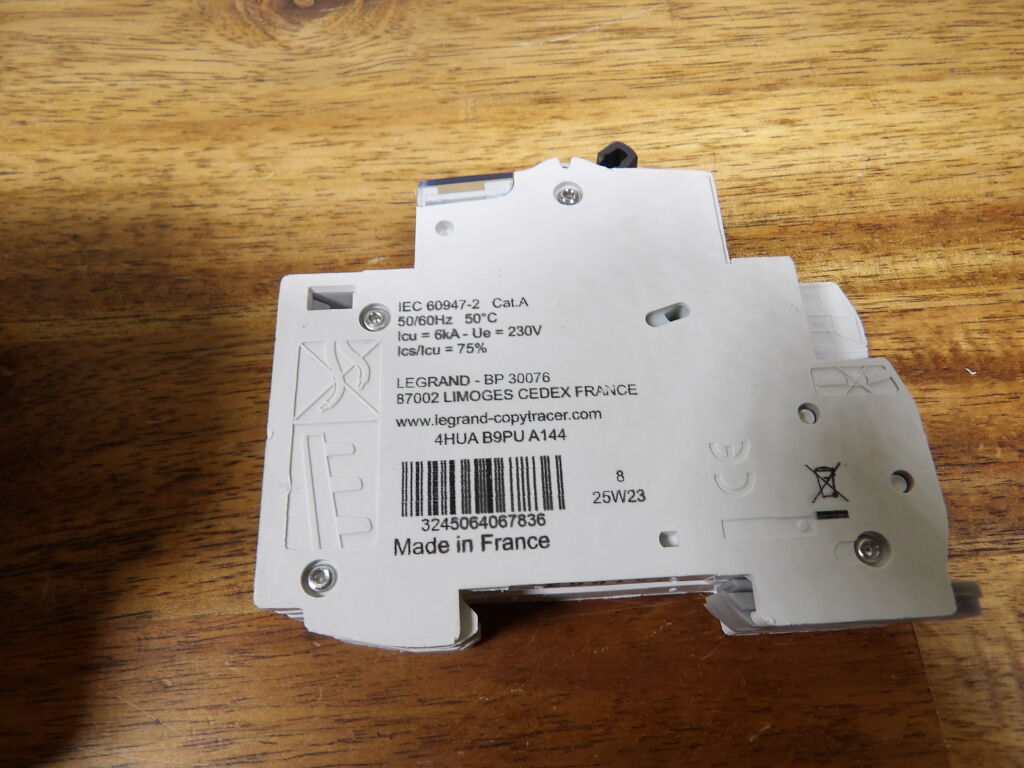 IEC 60947-2 Cat.A
50/60Hz 50°C
Icu = 6kA - Ue = 230V
Ics/Icu = 75%
LEGRAND - BP 30076
87002 LIMOGES CEDEX FRANCE
www.legrand-copytracer.com
4HUA B9PU A144
3245064067836
Made in France
8
25W23
CE